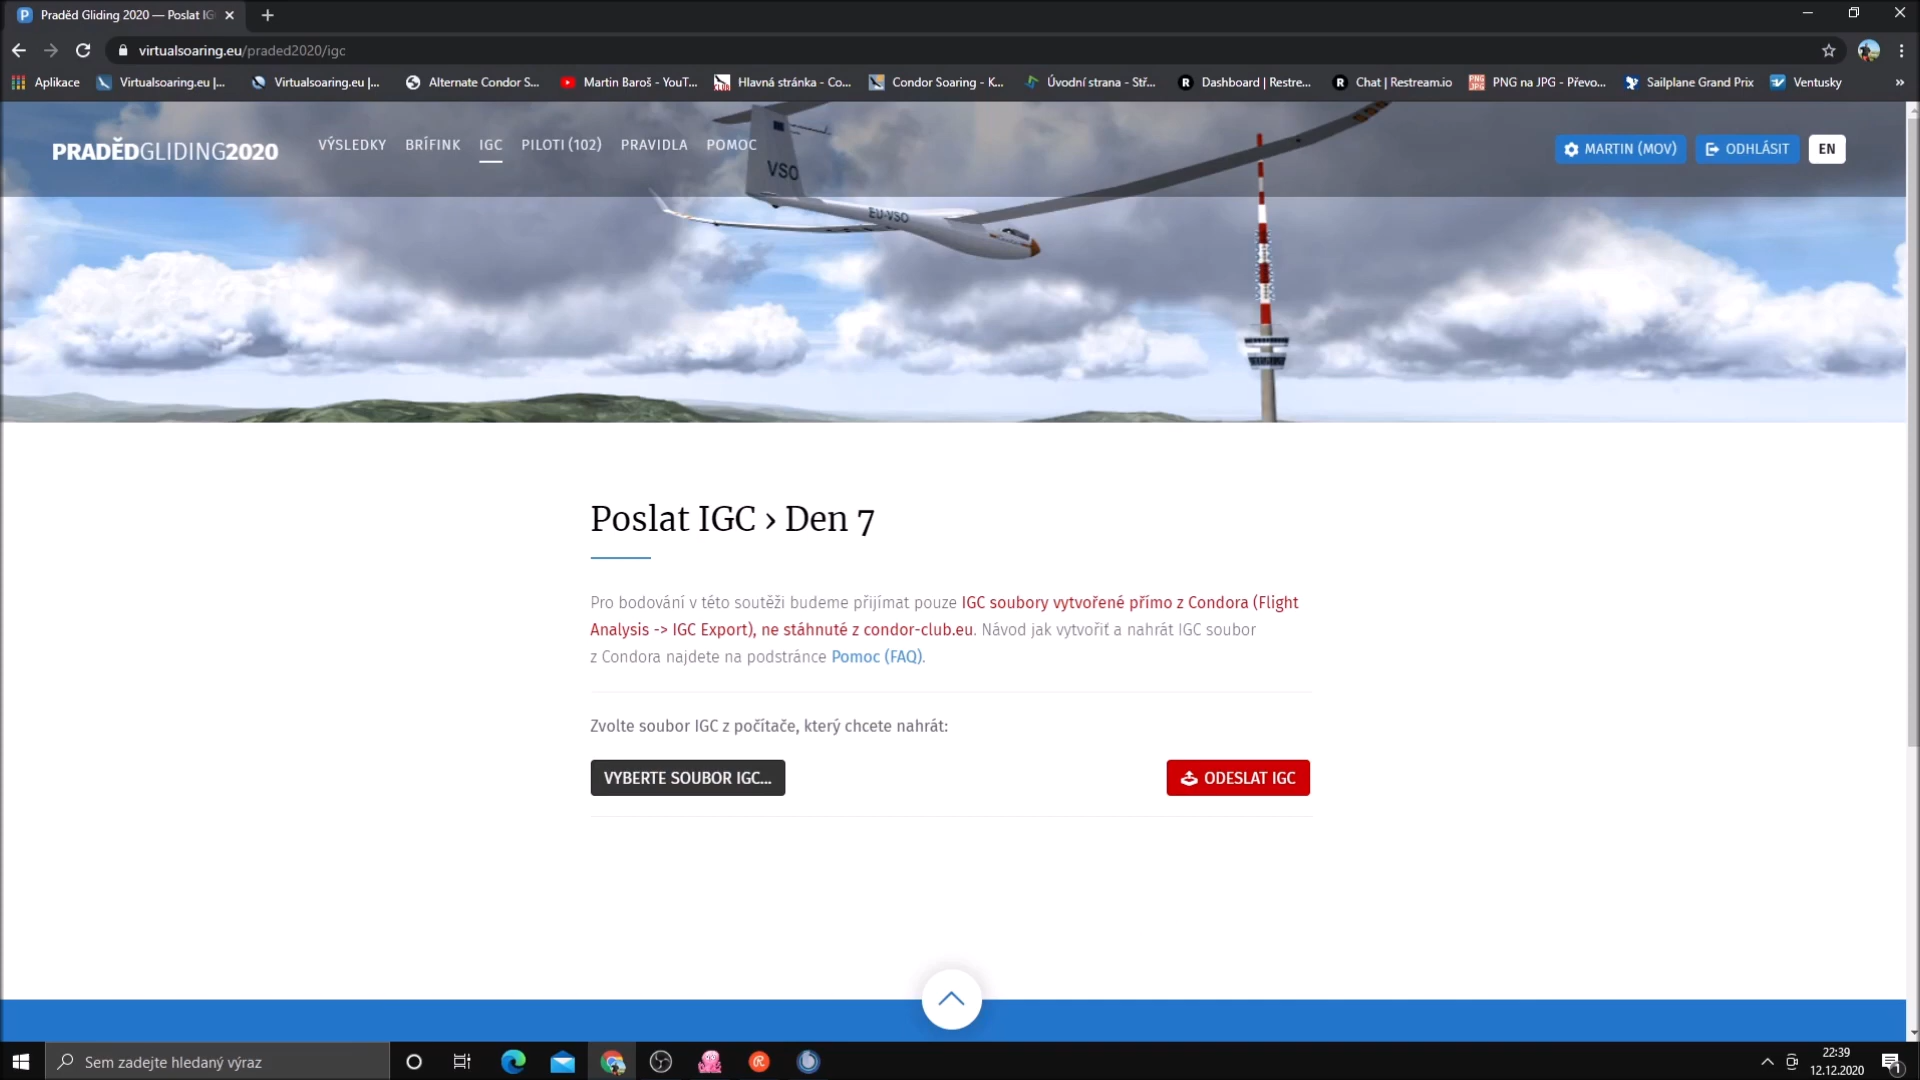 Praděd Gliding 2020 — Poslat IG
virtualsoaring.eu/praded2020/igc
Aplikace Virtualsoaring.eu |... Virtualsoaring.eu |... Alternate Condor S... Martin Baroš - YouT... Hlavná stránka - Co... Condor Soaring - K... Úvodní strana - Stř... Dashboard | Restre... Chat | Restream.io PNG na JPG - Převo... Sailplane Grand Prix Ventusky »
PRADĚDGLIDING2020 VÝSLEDKY BRÍFINK IGC PILOTI (102) PRAVIDLA POMOC MARTIN (MOV) ODHLÁSIT EN
VSO
EU-VSO
Poslat IGC › Den 7
Pro bodování v této soutěži budeme přijímat pouze IGC soubory vytvořené přímo z Condora (Flight
Analysis -> IGC Export), ne stáhnuté z condor-club.eu. Návod jak vytvořiť a nahrát IGC soubor
z Condora najdete na podstránce Pomoc (FAQ).
Zvolte soubor IGC z počítače, který chcete nahrát:
VYBERTE SOUBOR IGC... ODESLAT IGC
Sem zadejte hledaný výraz
22:39
12.12.2020
1